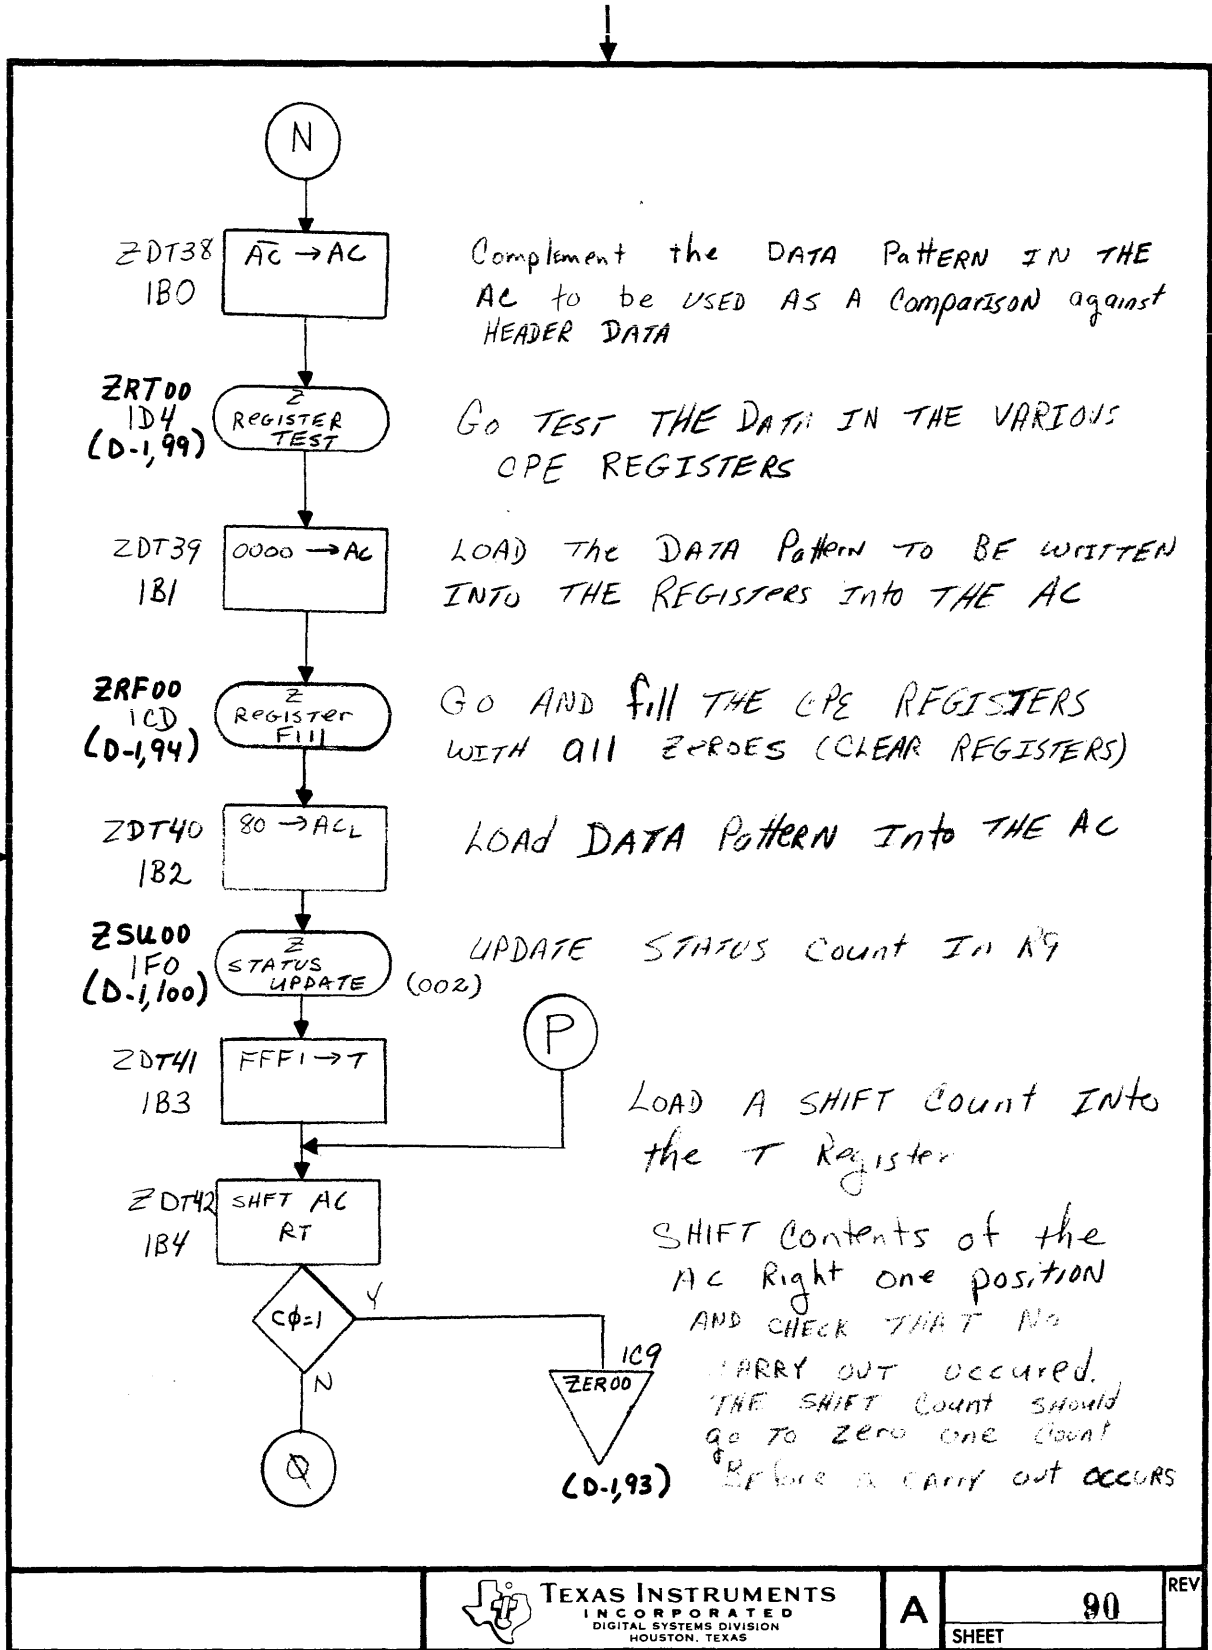 N
ZDT38
1B0
A̅C̅ → AC
Complement the DATA PattERN IN THE
AC to be USED AS A Comparison against
HEADER DATA
ZRT00
1D4
(D-1,99)
Z
REGISTER
TEST
Go TEST THE DATA IN THE VARIOUS
CPE REGISTERS
ZDT39
1B1
0000 → AC
LOAD The DATA Pattern TO BE WRITTEN
INTO THE REGISTERS Into THE AC
ZRF00
1CD
(D-1,94)
Z
REGISTER
Fill
GO AND fill THE CPE REGISTERS
WITH all ZEROES (CLEAR REGISTERS)
ZDT40
1B2
80 → ACL
LOAd DATA PatteRN Into THE AC
ZSU00
1F0
(D-1,100)
Z
STATUS
UPDATE
(002)
UPDATE STATUS Count In R9
P
ZDT41
1B3
FFF1 → T
LOAD A SHIFT Count INto
the T Register
ZDT42
1B4
SHFT AC
RT
SHIFT Contents of the
AC Right one position
AND CHECK THAT No
CARRY OUT occured.
THE SHIFT Count Should
go TO Zero one Count
Before a CArry out OCCURS
CΦ=1
Y
N
1C9
ZER00
(D-1,93)
Q
TEXAS INSTRUMENTS
INCORPORATED
DIGITAL SYSTEMS DIVISION
HOUSTON, TEXAS
A
90
SHEET
REV